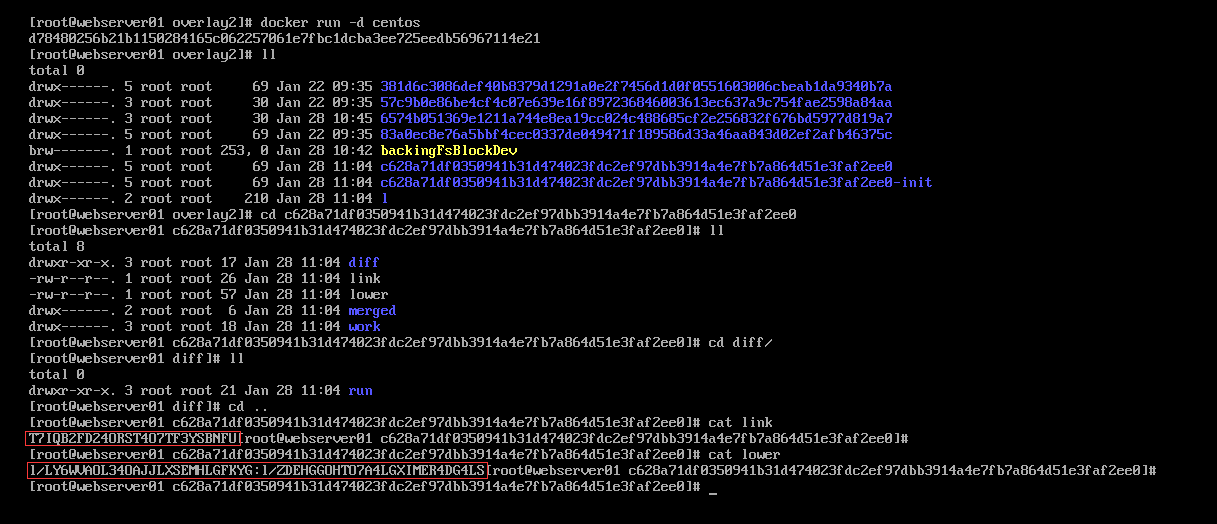 [root@webserver01 overlay2]# docker run -d centos
d78480256b21b1150284165c062257061e7fbc1dcba3ee725eedb56967114e21
[root@webserver01 overlay2]# ll
total 0
drwx------. 5 root root     69 Jan 22 09:35 381d6c3086def40b8379d1291a0e2f7456d1d0f0551603006cbeab1da9340b7a
drwx------. 3 root root     30 Jan 22 09:35 57c9b0e86be4cf4c07e639e16f897236846003613ec637a9c754fae2598a84aa
drwx------. 3 root root     30 Jan 28 10:45 6574b051369e1211a744e8ea19cc024c488685cf2e256832f676bd5977d819a7
drwx------. 5 root root     69 Jan 22 09:35 83a0ec8e76a5bbf4cec0337de049471f189586d33a46aa843d02ef2afb46375c
brw-------. 1 root root 253, 0 Jan 28 10:42 backingFsBlockDev
drwx------. 5 root root     69 Jan 28 11:04 c628a71df0350941b31d474023fdc2ef97dbb3914a4e7fb7a864d51e3faf2ee0
drwx------. 5 root root     69 Jan 28 11:04 c628a71df0350941b31d474023fdc2ef97dbb3914a4e7fb7a864d51e3faf2ee0-init
drwx------. 2 root root    210 Jan 28 11:04 l
[root@webserver01 overlay2]# cd c628a71df0350941b31d474023fdc2ef97dbb3914a4e7fb7a864d51e3faf2ee0
[root@webserver01 c628a71df0350941b31d474023fdc2ef97dbb3914a4e7fb7a864d51e3faf2ee0]# ll
total 8
drwxr-xr-x. 3 root root 17 Jan 28 11:04 diff
-rw-r--r--. 1 root root 26 Jan 28 11:04 link
-rw-r--r--. 1 root root 57 Jan 28 11:04 lower
drwx------. 2 root root  6 Jan 28 11:04 merged
drwx------. 3 root root 18 Jan 28 11:04 work
[root@webserver01 c628a71df0350941b31d474023fdc2ef97dbb3914a4e7fb7a864d51e3faf2ee0]# cd diff/
[root@webserver01 diff]# ll
total 0
drwxr-xr-x. 3 root root 21 Jan 28 11:04 run
[root@webserver01 diff]# cd ..
[root@webserver01 c628a71df0350941b31d474023fdc2ef97dbb3914a4e7fb7a864d51e3faf2ee0]# cat link
T7IQB2FD24ORST4O7TF3YSBNFU[root@webserver01 c628a71df0350941b31d474023fdc2ef97dbb3914a4e7fb7a864d51e3faf2ee0]#
[root@webserver01 c628a71df0350941b31d474023fdc2ef97dbb3914a4e7fb7a864d51e3faf2ee0]# cat lower
l/LY6WVAOL34OAJJLXSEMHLGFKYG:l/ZDEHGGOHTO7A4LGXIMER4DG4LS[root@webserver01 c628a71df0350941b31d474023fdc2ef97dbb3914a4e7fb7a864d51e3faf2ee0]#
[root@webserver01 c628a71df0350941b31d474023fdc2ef97dbb3914a4e7fb7a864d51e3faf2ee0]# _